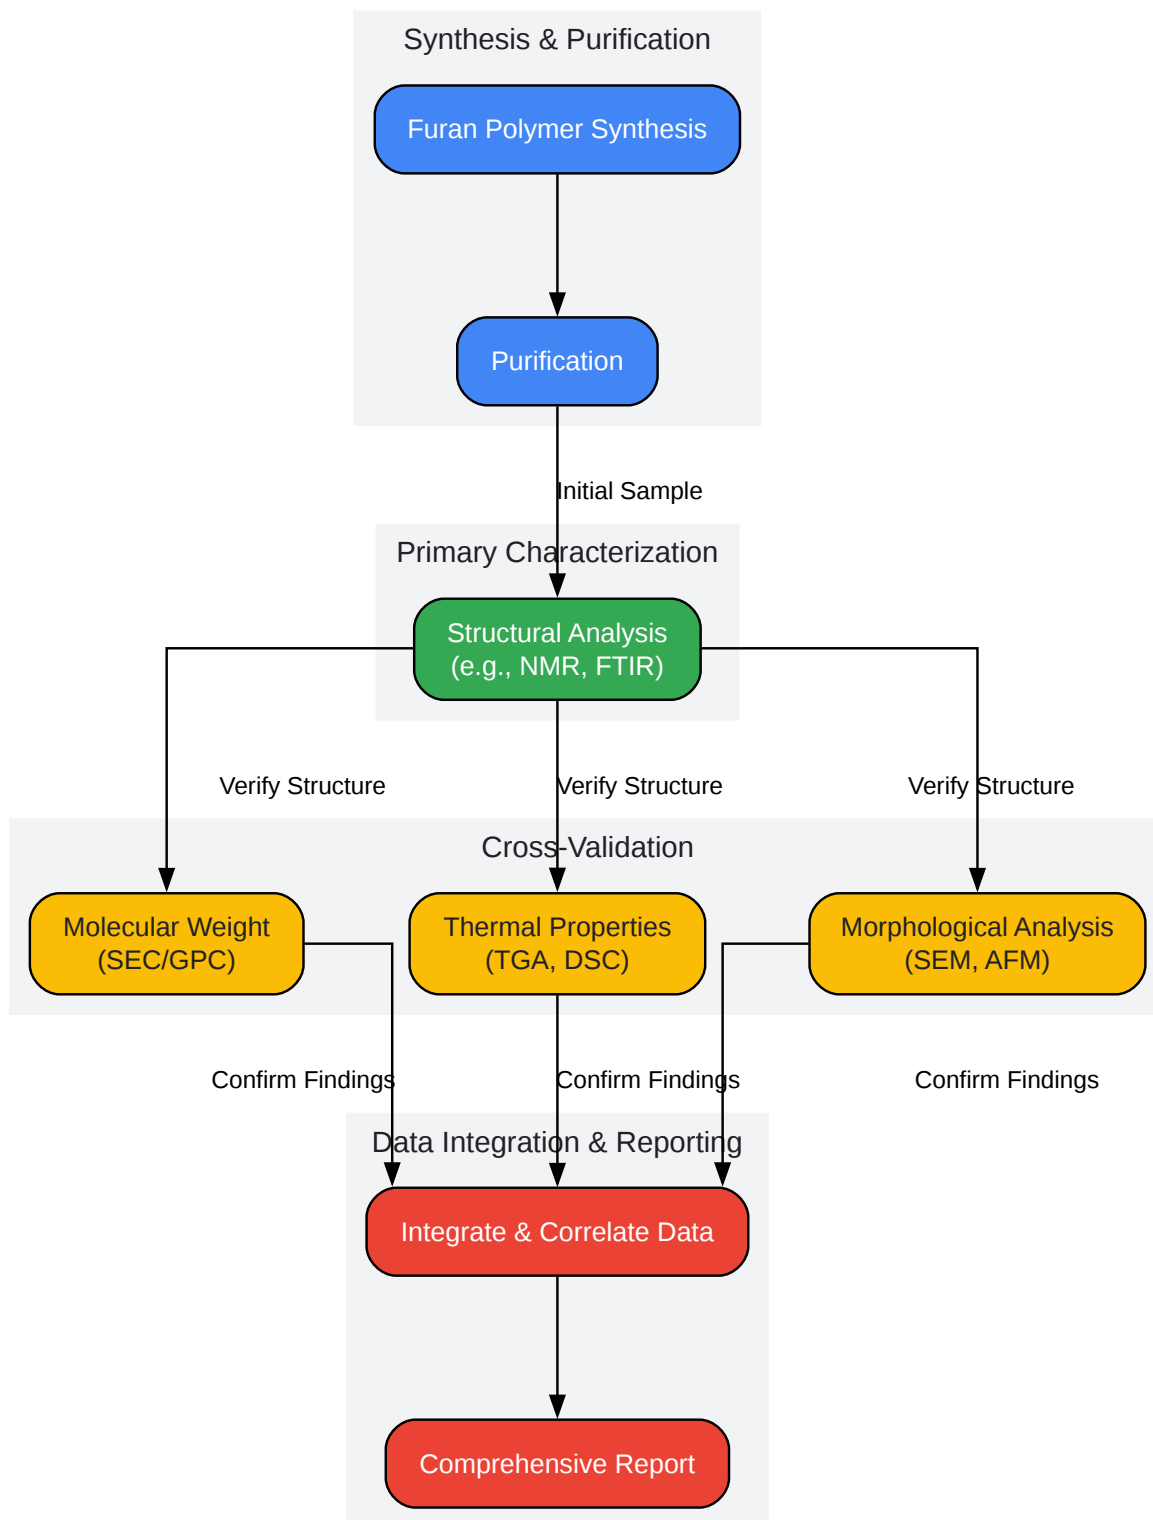 Synthesis & Purification
Furan Polymer Synthesis
Purification
Initial Sample
Primary Characterization
Structural Analysis
(e.g., NMR, FTIR)
Verify Structure
Verify Structure
Verify Structure
Cross-Validation
Molecular Weight
(SEC/GPC)
Thermal Properties
(TGA, DSC)
Morphological Analysis
(SEM, AFM)
Confirm Findings
Confirm Findings
Confirm Findings
Data Integration & Reporting
Integrate & Correlate Data
Comprehensive Report